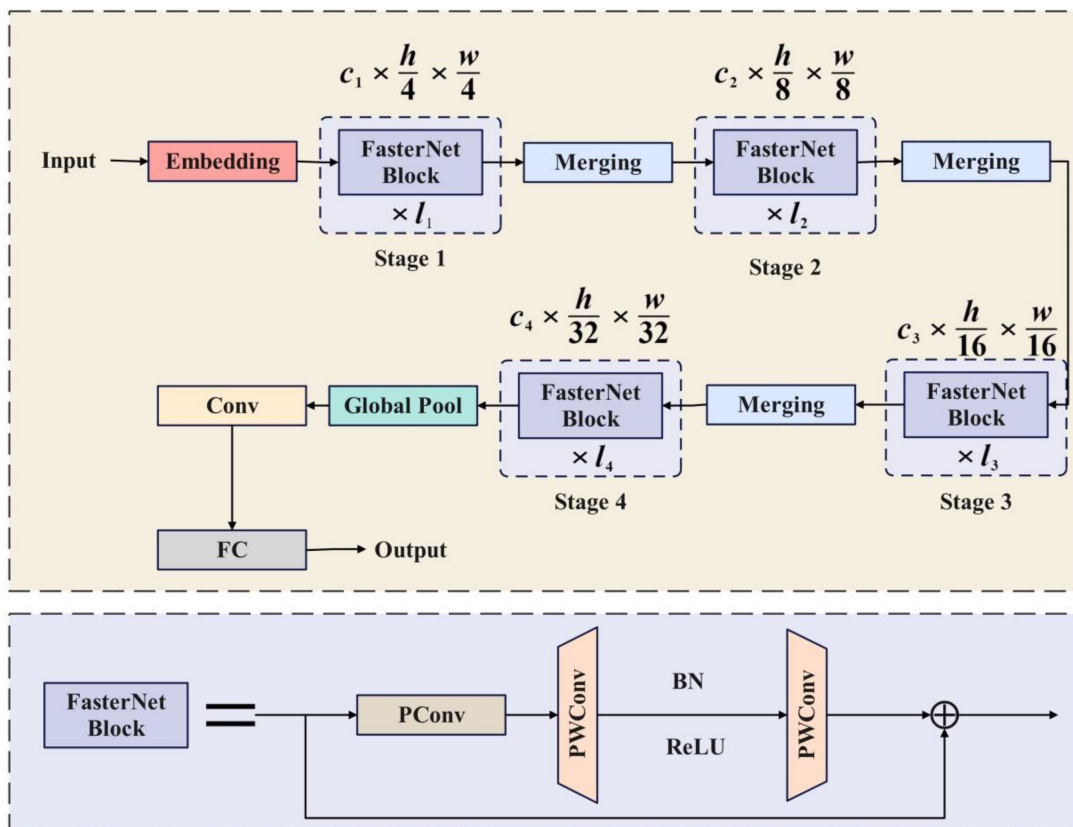 c₁ × h/4 × w/4
c₂ × h/8 × w/8
Input
Embedding
FasterNet
Block
× l₁
Stage 1
Merging
FasterNet
Block
× l₂
Stage 2
Merging
c₃ × h/16 × w/16
FasterNet
Block
× l₃
Stage 3
Merging
c₄ × h/32 × w/32
FasterNet
Block
× l₄
Stage 4
Global Pool
Conv
FC
Output
FasterNet
Block
=
PConv
PWConv
BN
ReLU
PWConv